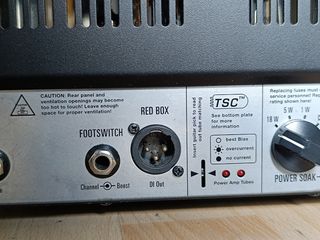 CAUTION: Rear panel and
ventilation openings may become
too hot to touch! Leave enough
space for proper ventilation!
FOOTSWITCH
Channel
Boost
RED BOX
DI Out
Insert guitar pick to read
out tube matching
TSC™
See bottom plate
for more
information
best Bias
overcurrent
no current
Power Amp Tubes
Replacing fuses must
service personnel!
rating shown here!
5 W
1 W
18 W
POWER SOAK